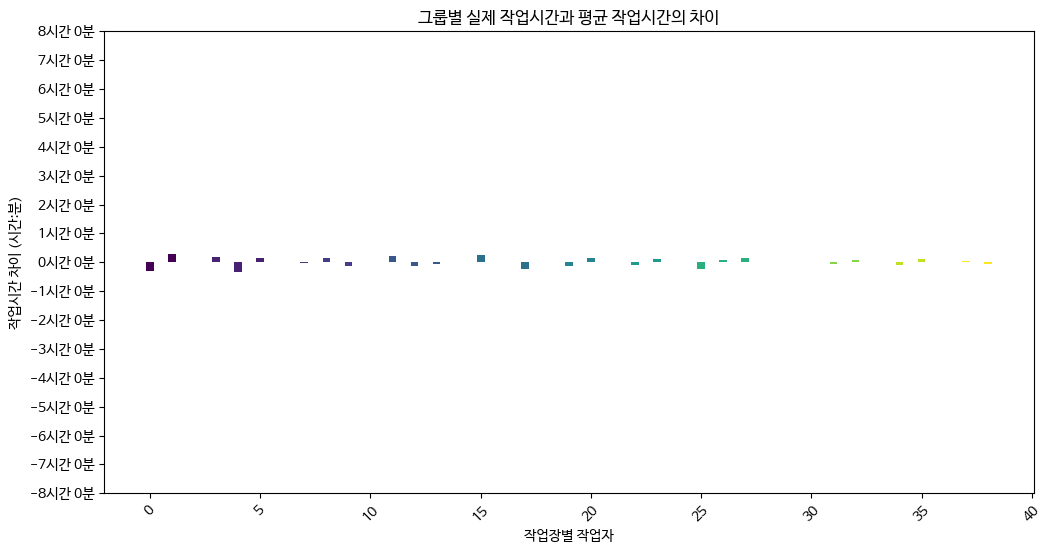 그룹별 실제 작업시간과 평균 작업시간의 차이
8시간 0분
7시간 0분
6시간 0분
5시간 0분
4시간 0분
3시간 0분
2시간 0분
1시간 0분
0시간 0분
−1시간 0분
−2시간 0분
−3시간 0분
−4시간 0분
−5시간 0분
−6시간 0분
−7시간 0분
−8시간 0분
작업시간 차이 (시간:분)
0
5
10
15
20
25
30
35
40
작업장별 작업자